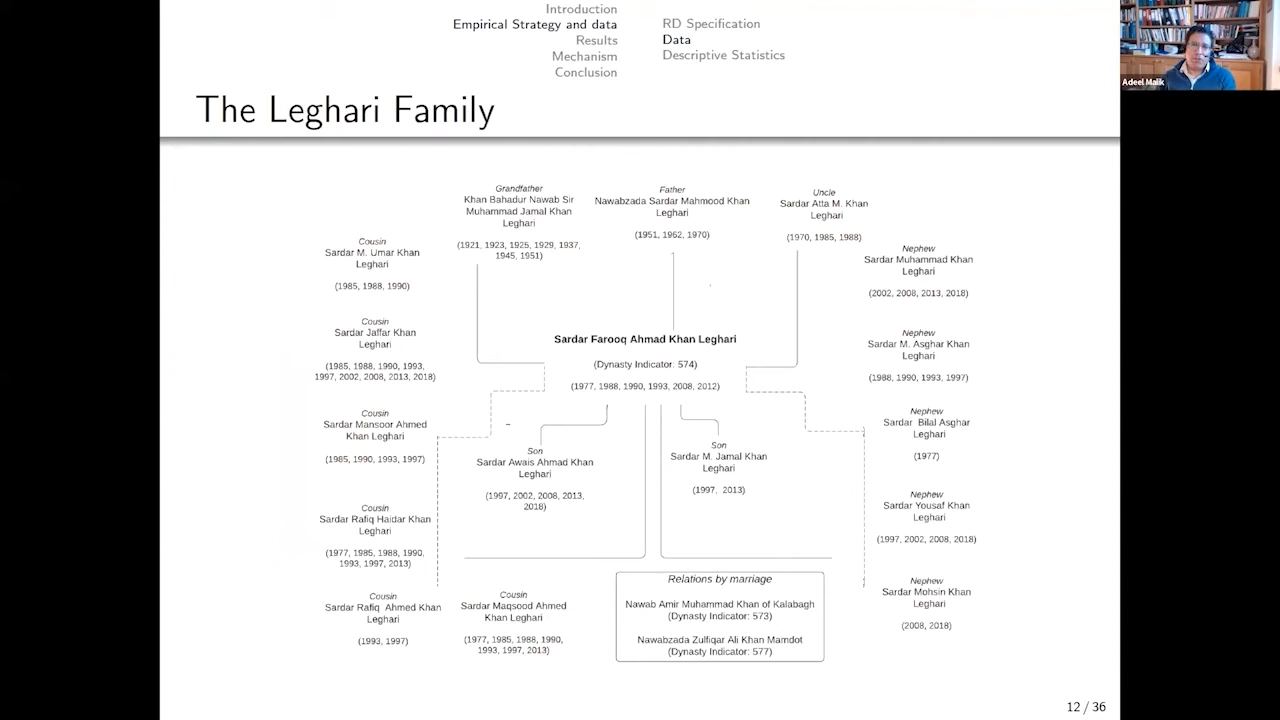 Introduction
Empirical Strategy and data
Results
Mechanism
Conclusion
RD Specification
Data
Descriptive Statistics
Adeel Malik
The Leghari Family
Grandfather
Khan Bahadur Nawab Sir
Muhammad Jamal Khan
Leghari
(1921, 1923, 1925, 1929, 1937,
1945, 1951)
Father
Nawabzada Sardar Mahmood Khan
Leghari
(1951, 1962, 1970)
Uncle
Sardar Atta M. Khan
Leghari
(1970, 1985, 1988)
Cousin
Sardar M. Umar Khan
Leghari
(1985, 1988, 1990)
Nephew
Sardar Muhammad Khan
Leghari
(2002, 2008, 2013, 2018)
Cousin
Sardar Jaffar Khan
Leghari
(1985, 1988, 1990, 1993,
1997, 2002, 2008, 2013, 2018)
Sardar Farooq Ahmad Khan Leghari
(Dynasty Indicator: 574)
(1977, 1988, 1990, 1993, 2008, 2012)
Nephew
Sardar M. Asghar Khan
Leghari
(1988, 1990, 1993, 1997)
Cousin
Sardar Mansoor Ahmed
Khan Leghari
(1985, 1990, 1993, 1997)
Son
Sardar Awais Ahmad Khan
Leghari
(1997, 2002, 2008, 2013,
2018)
Son
Sardar M. Jamal Khan
Leghari
(1997, 2013)
Nephew
Sardar Bilal Asghar
Leghari
(1977)
Cousin
Sardar Rafiq Haidar Khan
Leghari
(1977, 1985, 1988, 1990,
1993, 1997, 2013)
Nephew
Sardar Yousaf Khan
Leghari
(1997, 2002, 2008, 2018)
Cousin
Sardar Rafiq Ahmed Khan
Leghari
(1993, 1997)
Cousin
Sardar Maqsood Ahmed
Khan Leghari
(1977, 1985, 1988, 1990,
1993, 1997, 2013)
Relations by marriage
Nawab Amir Muhammad Khan of Kalabagh
(Dynasty Indicator: 573)
Nawabzada Zulfiqar Ali Khan Mamdot
(Dynasty Indicator: 577)
Nephew
Sardar Mohsin Khan
Leghari
(2008, 2018)
12 / 36